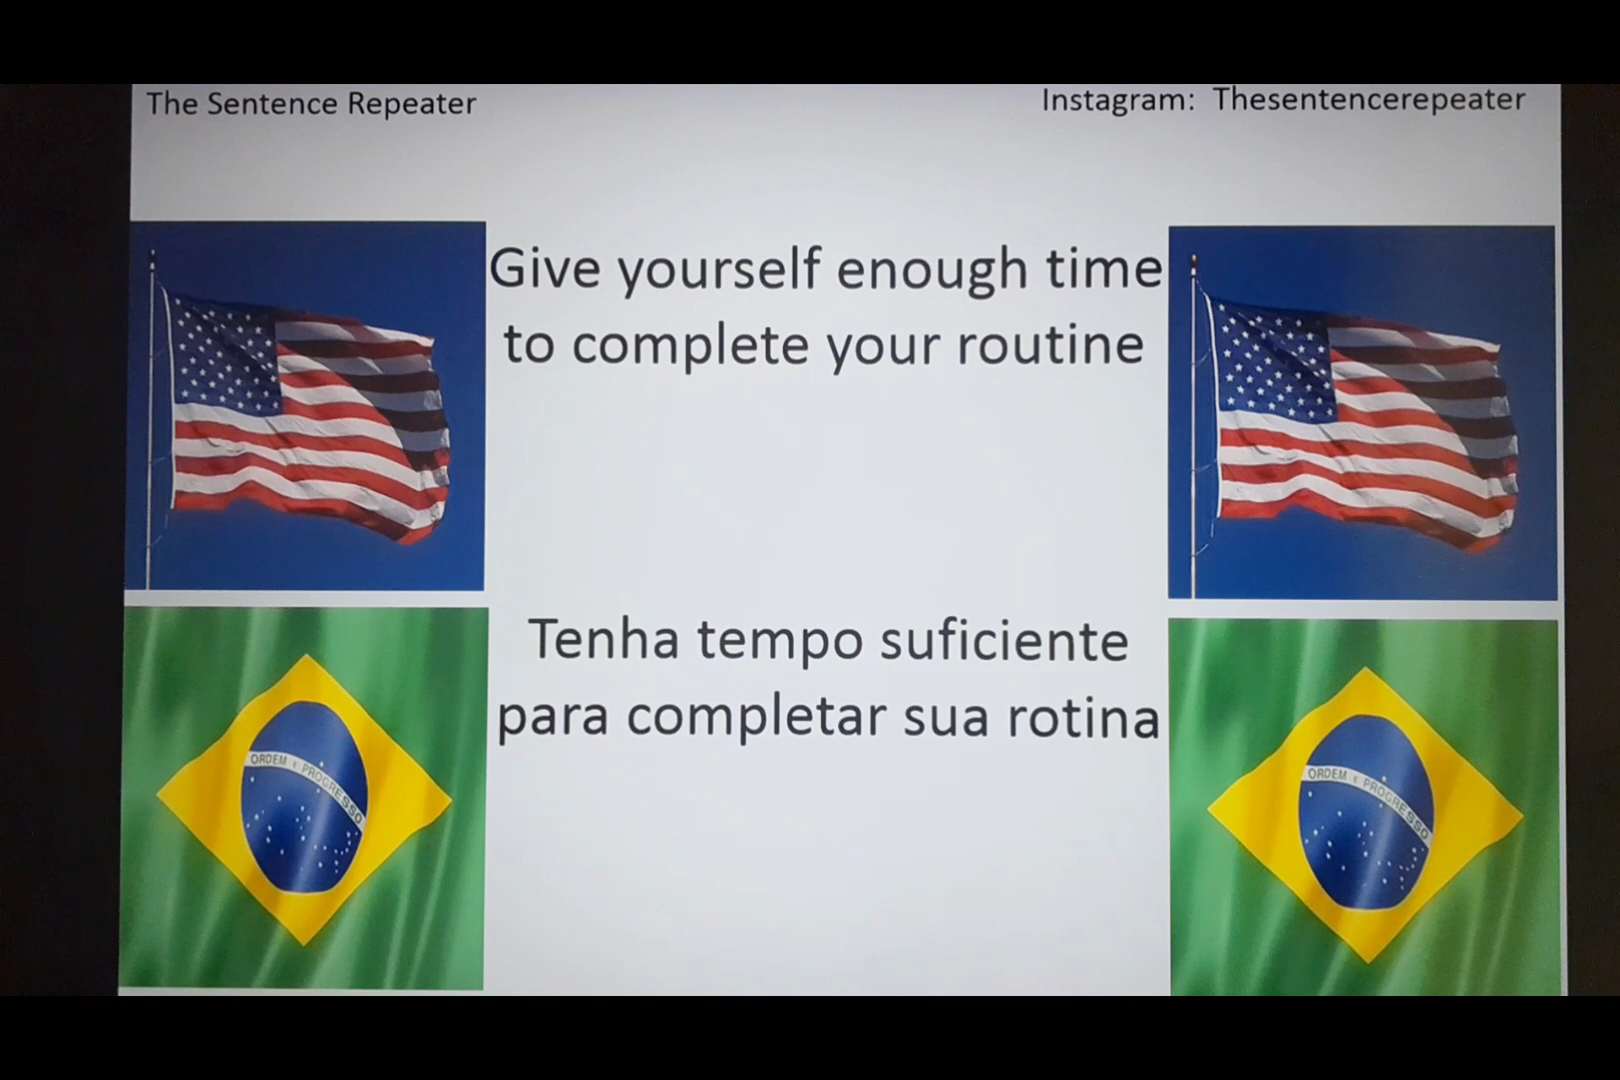 The Sentence Repeater
Instagram: Thesentencerepeater
Give yourself enough time
to complete your routine
Tenha tempo suficiente
para completar sua rotina
ORDEM E PROGRESSO
ORDEM E PROGRESSO